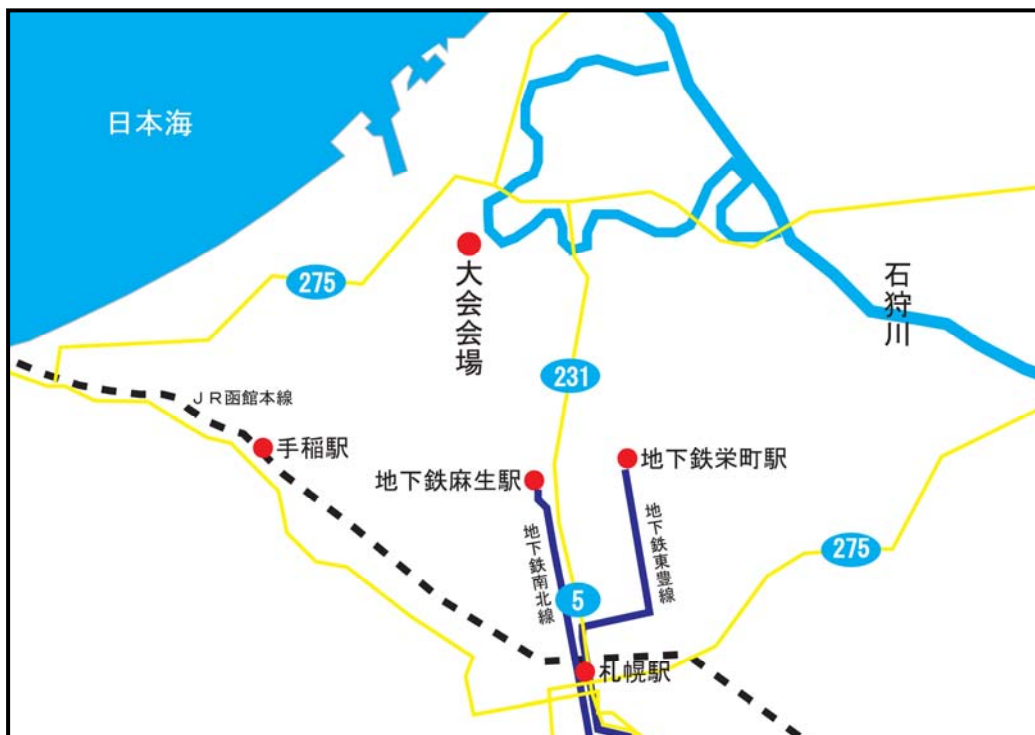 日本海
275
大会会場
石狩川
231
JR函館本線
手稲駅
地下鉄麻生駅
地下鉄栄町駅
地下鉄南北線
地下鉄東豊線
275
5
札幌駅